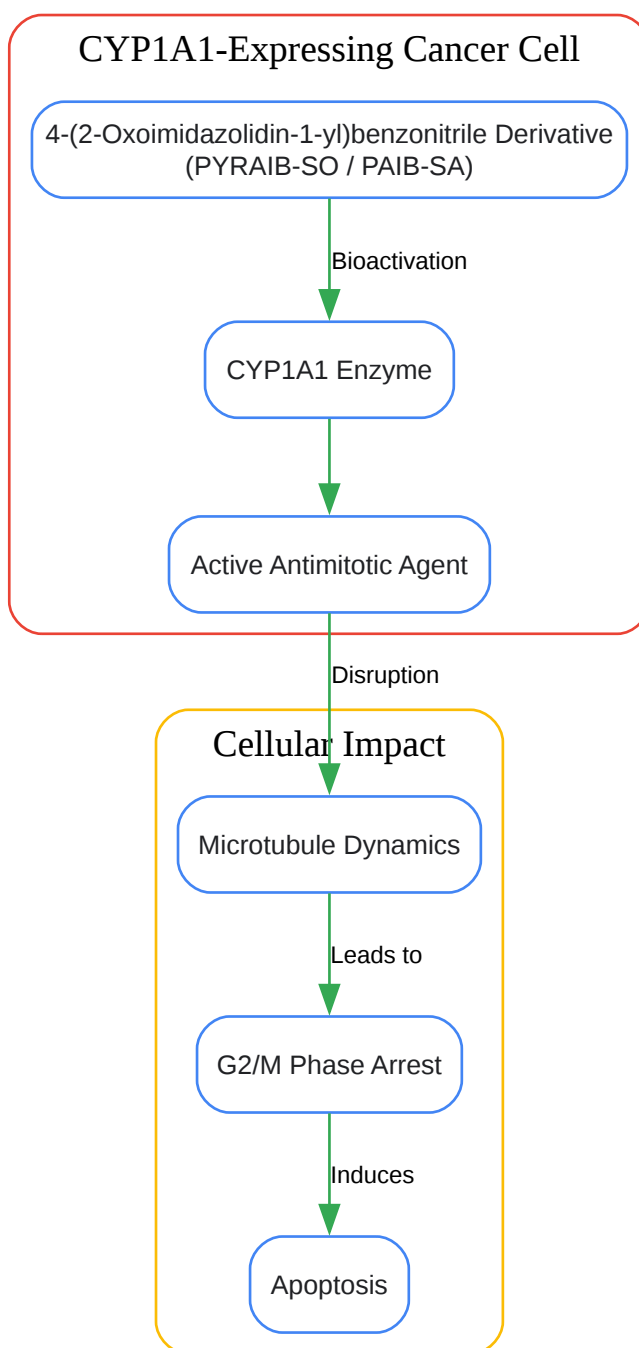 CYP1A1-Expressing Cancer Cell
4-(2-Oxoimidazolidin-1-yl)benzonitrile Derivative
(PYRAIB-SO / PAIB-SA)
Bioactivation
CYP1A1 Enzyme
Active Antimitotic Agent
Disruption
Cellular Impact
Microtubule Dynamics
Leads to
G2/M Phase Arrest
Induces
Apoptosis